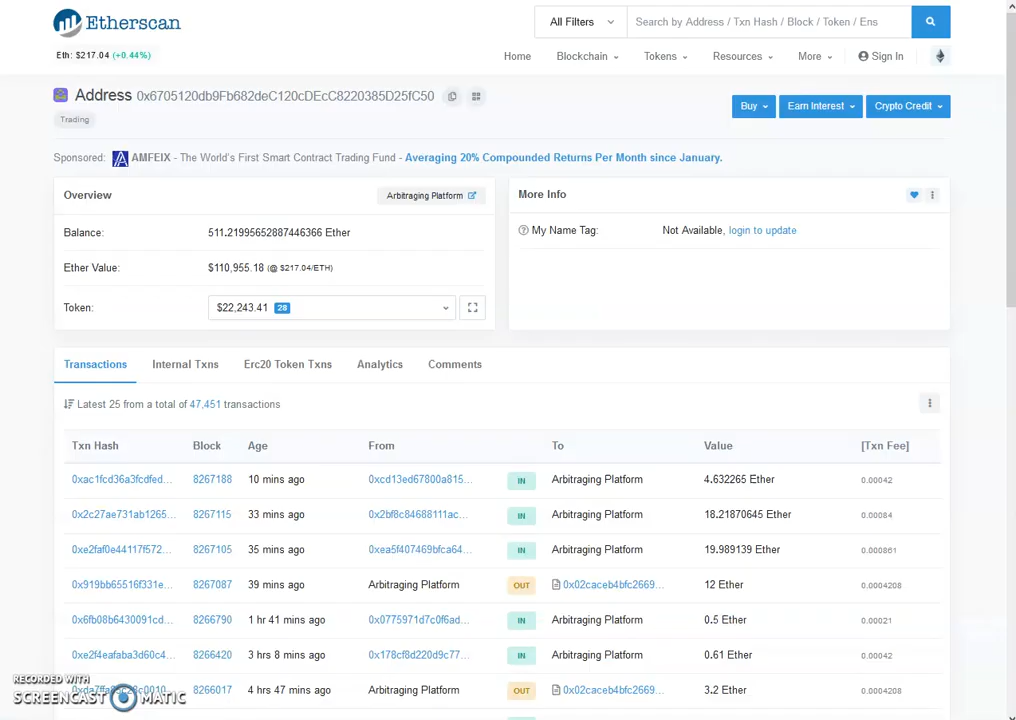 Etherscan
All Filters
Search by Address / Txn Hash / Block / Token / Ens
Eth: $217.04 (+0.44%)
Home Blockchain Tokens Resources More Sign In
Address 0x6705120db9Fb682deC120cDEcC8220385D25fC50
Buy Earn Interest Crypto Credit
Trading
Sponsored: AMFEIX - The World's First Smart Contract Trading Fund - Averaging 20% Compounded Returns Per Month since January.
Overview Arbitraging Platform
Balance: 511.21995652887446366 Ether
Ether Value: $110,955.18 (@ $217.04/ETH)
Token: $22,243.41 28
More Info
My Name Tag: Not Available, login to update
Transactions Internal Txns Erc20 Token Txns Analytics Comments
Latest 25 from a total of 47,451 transactions
Txn Hash Block Age From To Value [Txn Fee]
0xac1fcd36a3fcdfed... 8267188 10 mins ago 0xcd13ed67800a815... IN Arbitraging Platform 4.632265 Ether 0.00042
0x2c27ae731ab1265... 8267115 33 mins ago 0x2bf8c84688111ac... IN Arbitraging Platform 18.21870645 Ether 0.00084
0xe2faf0e44117f572... 8267105 35 mins ago 0xea5f407469bfca64... IN Arbitraging Platform 19.989139 Ether 0.000861
0x919bb65516f331e... 8267087 39 mins ago Arbitraging Platform OUT 0x02caceb4bfc2669... 12 Ether 0.0004208
0x6fb08b6430091cd... 8266790 1 hr 41 mins ago 0x0775971d7c0f6ad... IN Arbitraging Platform 0.5 Ether 0.00021
0xe2f4eafaba3d60c4... 8266420 3 hrs 8 mins ago 0x178cf8d220d9c77... IN Arbitraging Platform 0.61 Ether 0.00042
8266017 4 hrs 47 mins ago Arbitraging Platform OUT 0x02caceb4bfc2669... 3.2 Ether 0.0004208
RECORDED WITH
SCREENCAST MATIC